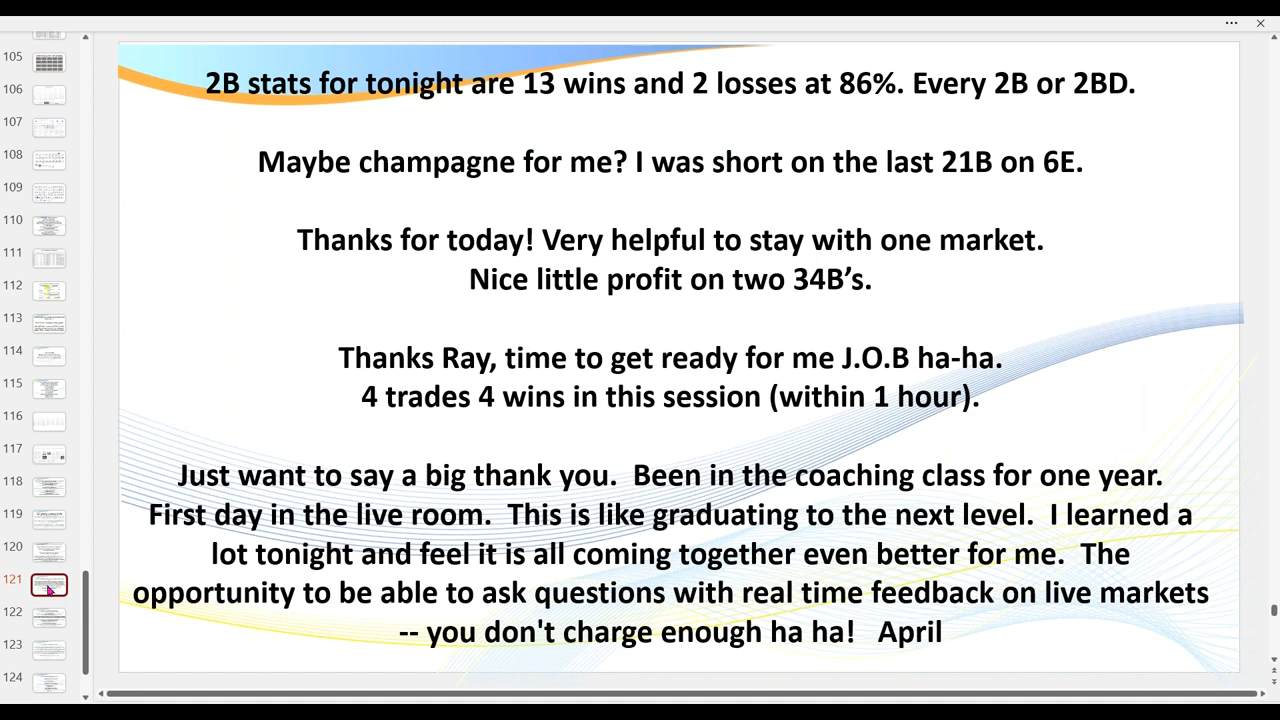 2B stats for tonight are 13 wins and 2 losses at 86%. Every 2B or 2BD.
Maybe champagne for me? I was short on the last 21B on 6E.
Thanks for today! Very helpful to stay with one market.
Nice little profit on two 34B’s.
Thanks Ray, time to get ready for me J.O.B ha-ha.
4 trades 4 wins in this session (within 1 hour).
Just want to say a big thank you.  Been in the coaching class for one year.
First day in the live room.  This is like graduating to the next level.  I learned a
lot tonight and feel it is all coming together even better for me.  The
opportunity to be able to ask questions with real time feedback on live markets
-- you don't charge enough ha ha!   April
105
106
107
108
109
110
111
112
113
114
115
116
117
118
119
120
121
122
123
124